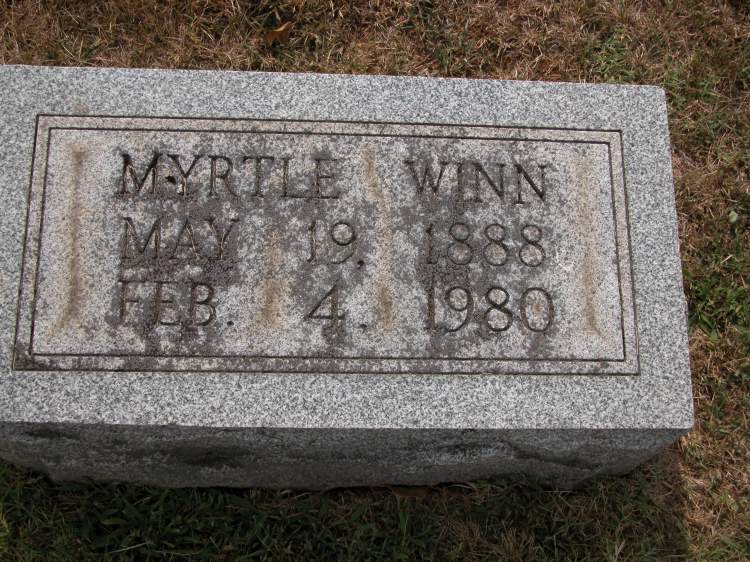 MYRTLE WINN
MAY 19, 1888
FEB. 4, 1980